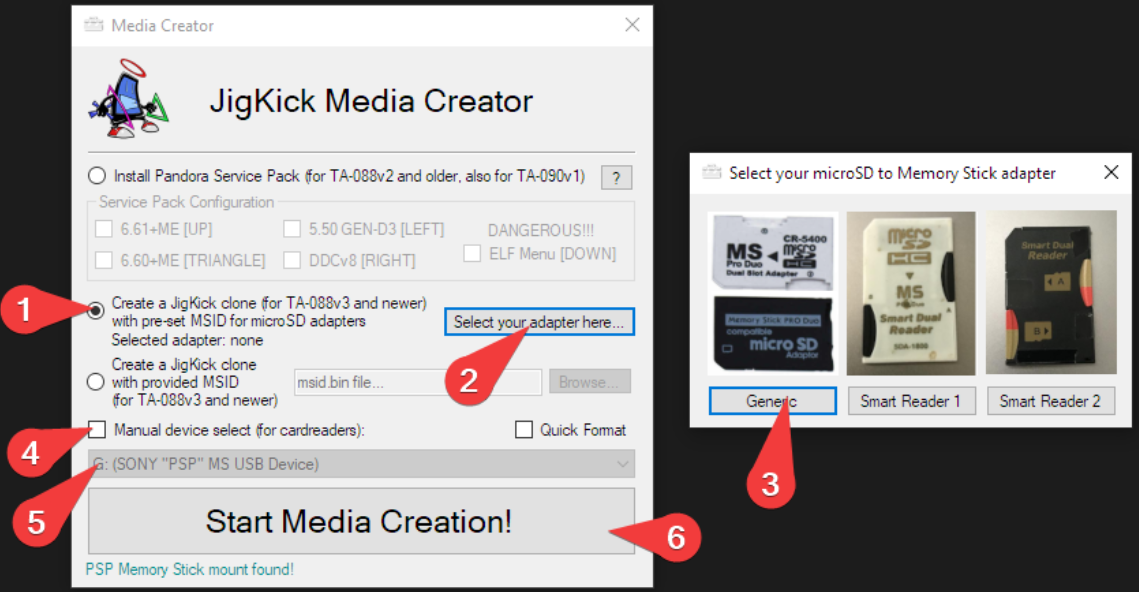 Media Creator
JigKick Media Creator
Install Pandora Service Pack (for TA-088v2 and older, also for TA-090v1)
?
Service Pack Configuration
6.61+ME [UP]
5.50 GEN-D3 [LEFT]
DANGEROUS!!!
6.60+ME [TRIANGLE]
DDCv8 [RIGHT]
ELF Menu [DOWN]
1
Create a JigKick clone (for TA-088v3 and newer)
with pre-set MSID for microSD adapters
Selected adapter: none
Select your adapter here...
2
Create a JigKick clone
with provided MSID
(for TA-088v3 and newer)
msid.bin file...
Browse...
4
Manual device select (for cardreaders):
Quick Format
5
G: (SONY "PSP" MS USB Device)
Start Media Creation!
6
PSP Memory Stick mount found!
Select your microSD to Memory Stick adapter
CR-5400
MS
micro
SD
HC
Pro Duo
Dual Slot Adapter
Memory Stick PRO Duo
compatible
micro SD
Adaptor
micro
SD
HC
MS
Pro Duo
Smart Dual
Reader
Smart Dual
Reader
A
B
Generic
Smart Reader 1
Smart Reader 2
3